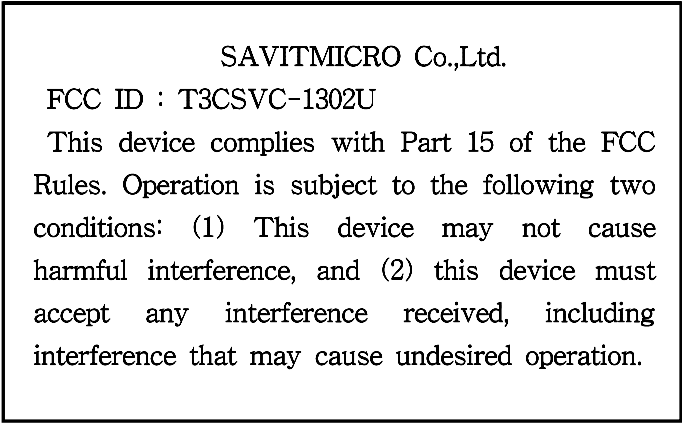 SAVITMICRO Co.,Ltd.
FCC ID : T3CSVC-1302U
This device complies with Part 15 of the FCC
Rules. Operation is subject to the following two
conditions: (1) This device may not cause
harmful interference, and (2) this device must
accept any interference received, including
interference that may cause undesired operation.